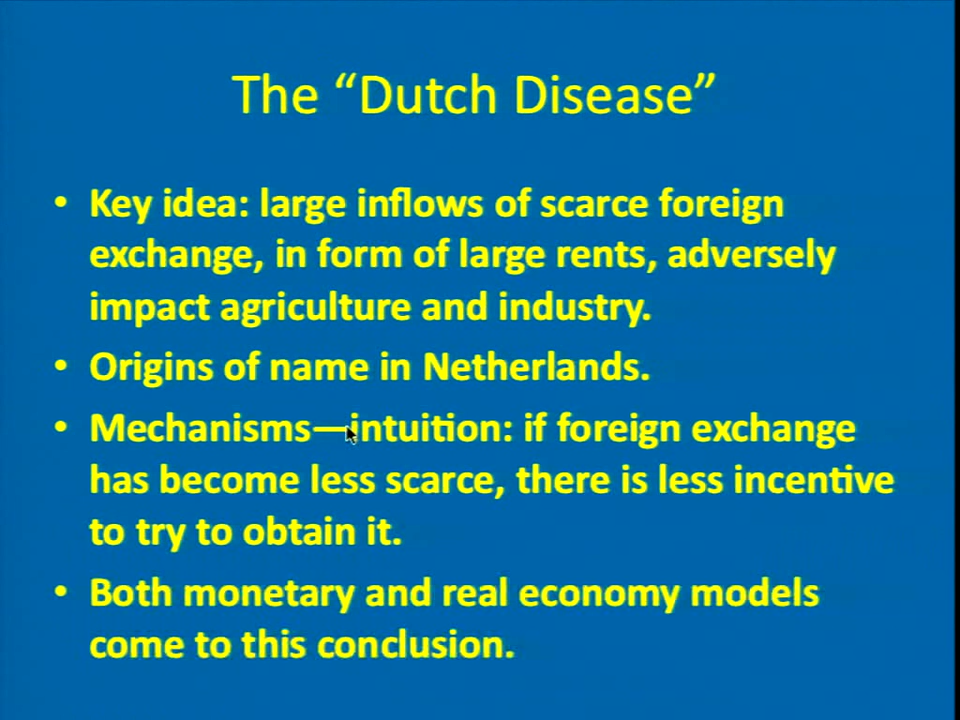 The “Dutch Disease”
• Key idea: large inflows of scarce foreign
exchange, in form of large rents, adversely
impact agriculture and industry.
• Origins of name in Netherlands.
• Mechanisms—intuition: if foreign exchange
has become less scarce, there is less incentive
to try to obtain it.
• Both monetary and real economy models
come to this conclusion.